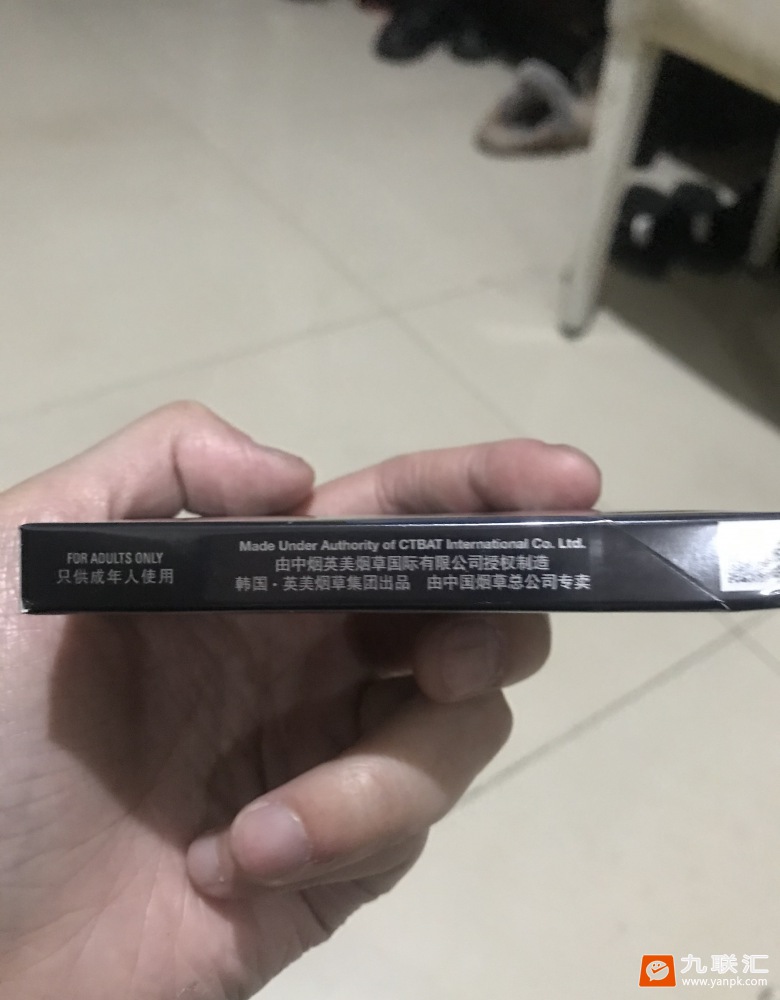 FOR ADULTS ONLY
只供成年人使用
Made Under Authority of CTBAT International Co. Ltd.
由中烟英美烟草国际有限公司授权制造
韩国·英美烟草集团出品 由中国烟草总公司专卖
九联汇
www.yanpk.com